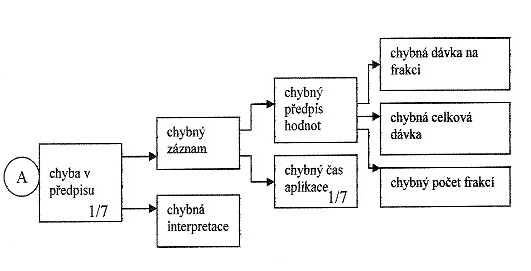 A
chyba v
předpisu
1/7
chybný
záznam
chybná
interpretace
chybný
předpis
hodnot
chybný čas
aplikace 1/7
chybná dávka na
frakci
chybná celková
dávka
chybný počet frakcí